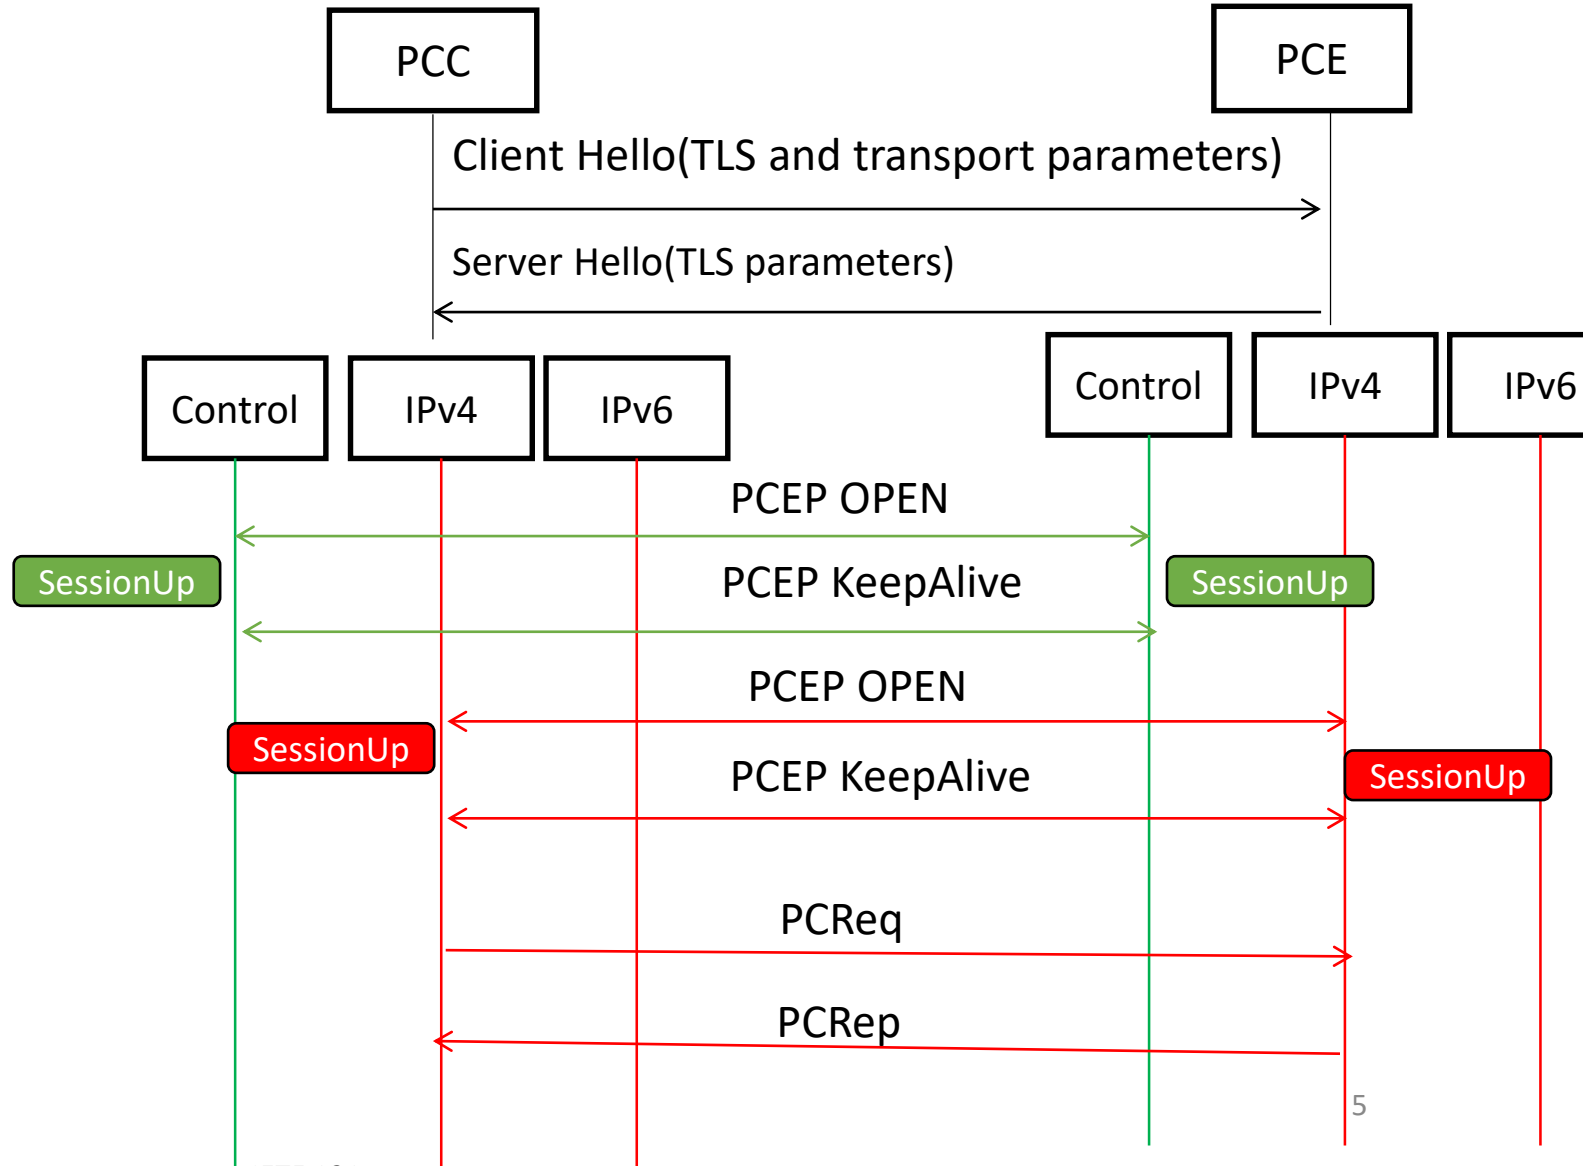 PCC
PCE
Client Hello(TLS and transport parameters)
Server Hello(TLS parameters)
Control
IPv4
IPv6
Control
IPv4
IPv6
PCEP OPEN
SessionUp
PCEP KeepAlive
SessionUp
PCEP OPEN
SessionUp
PCEP KeepAlive
SessionUp
PCReq
PCRep
5